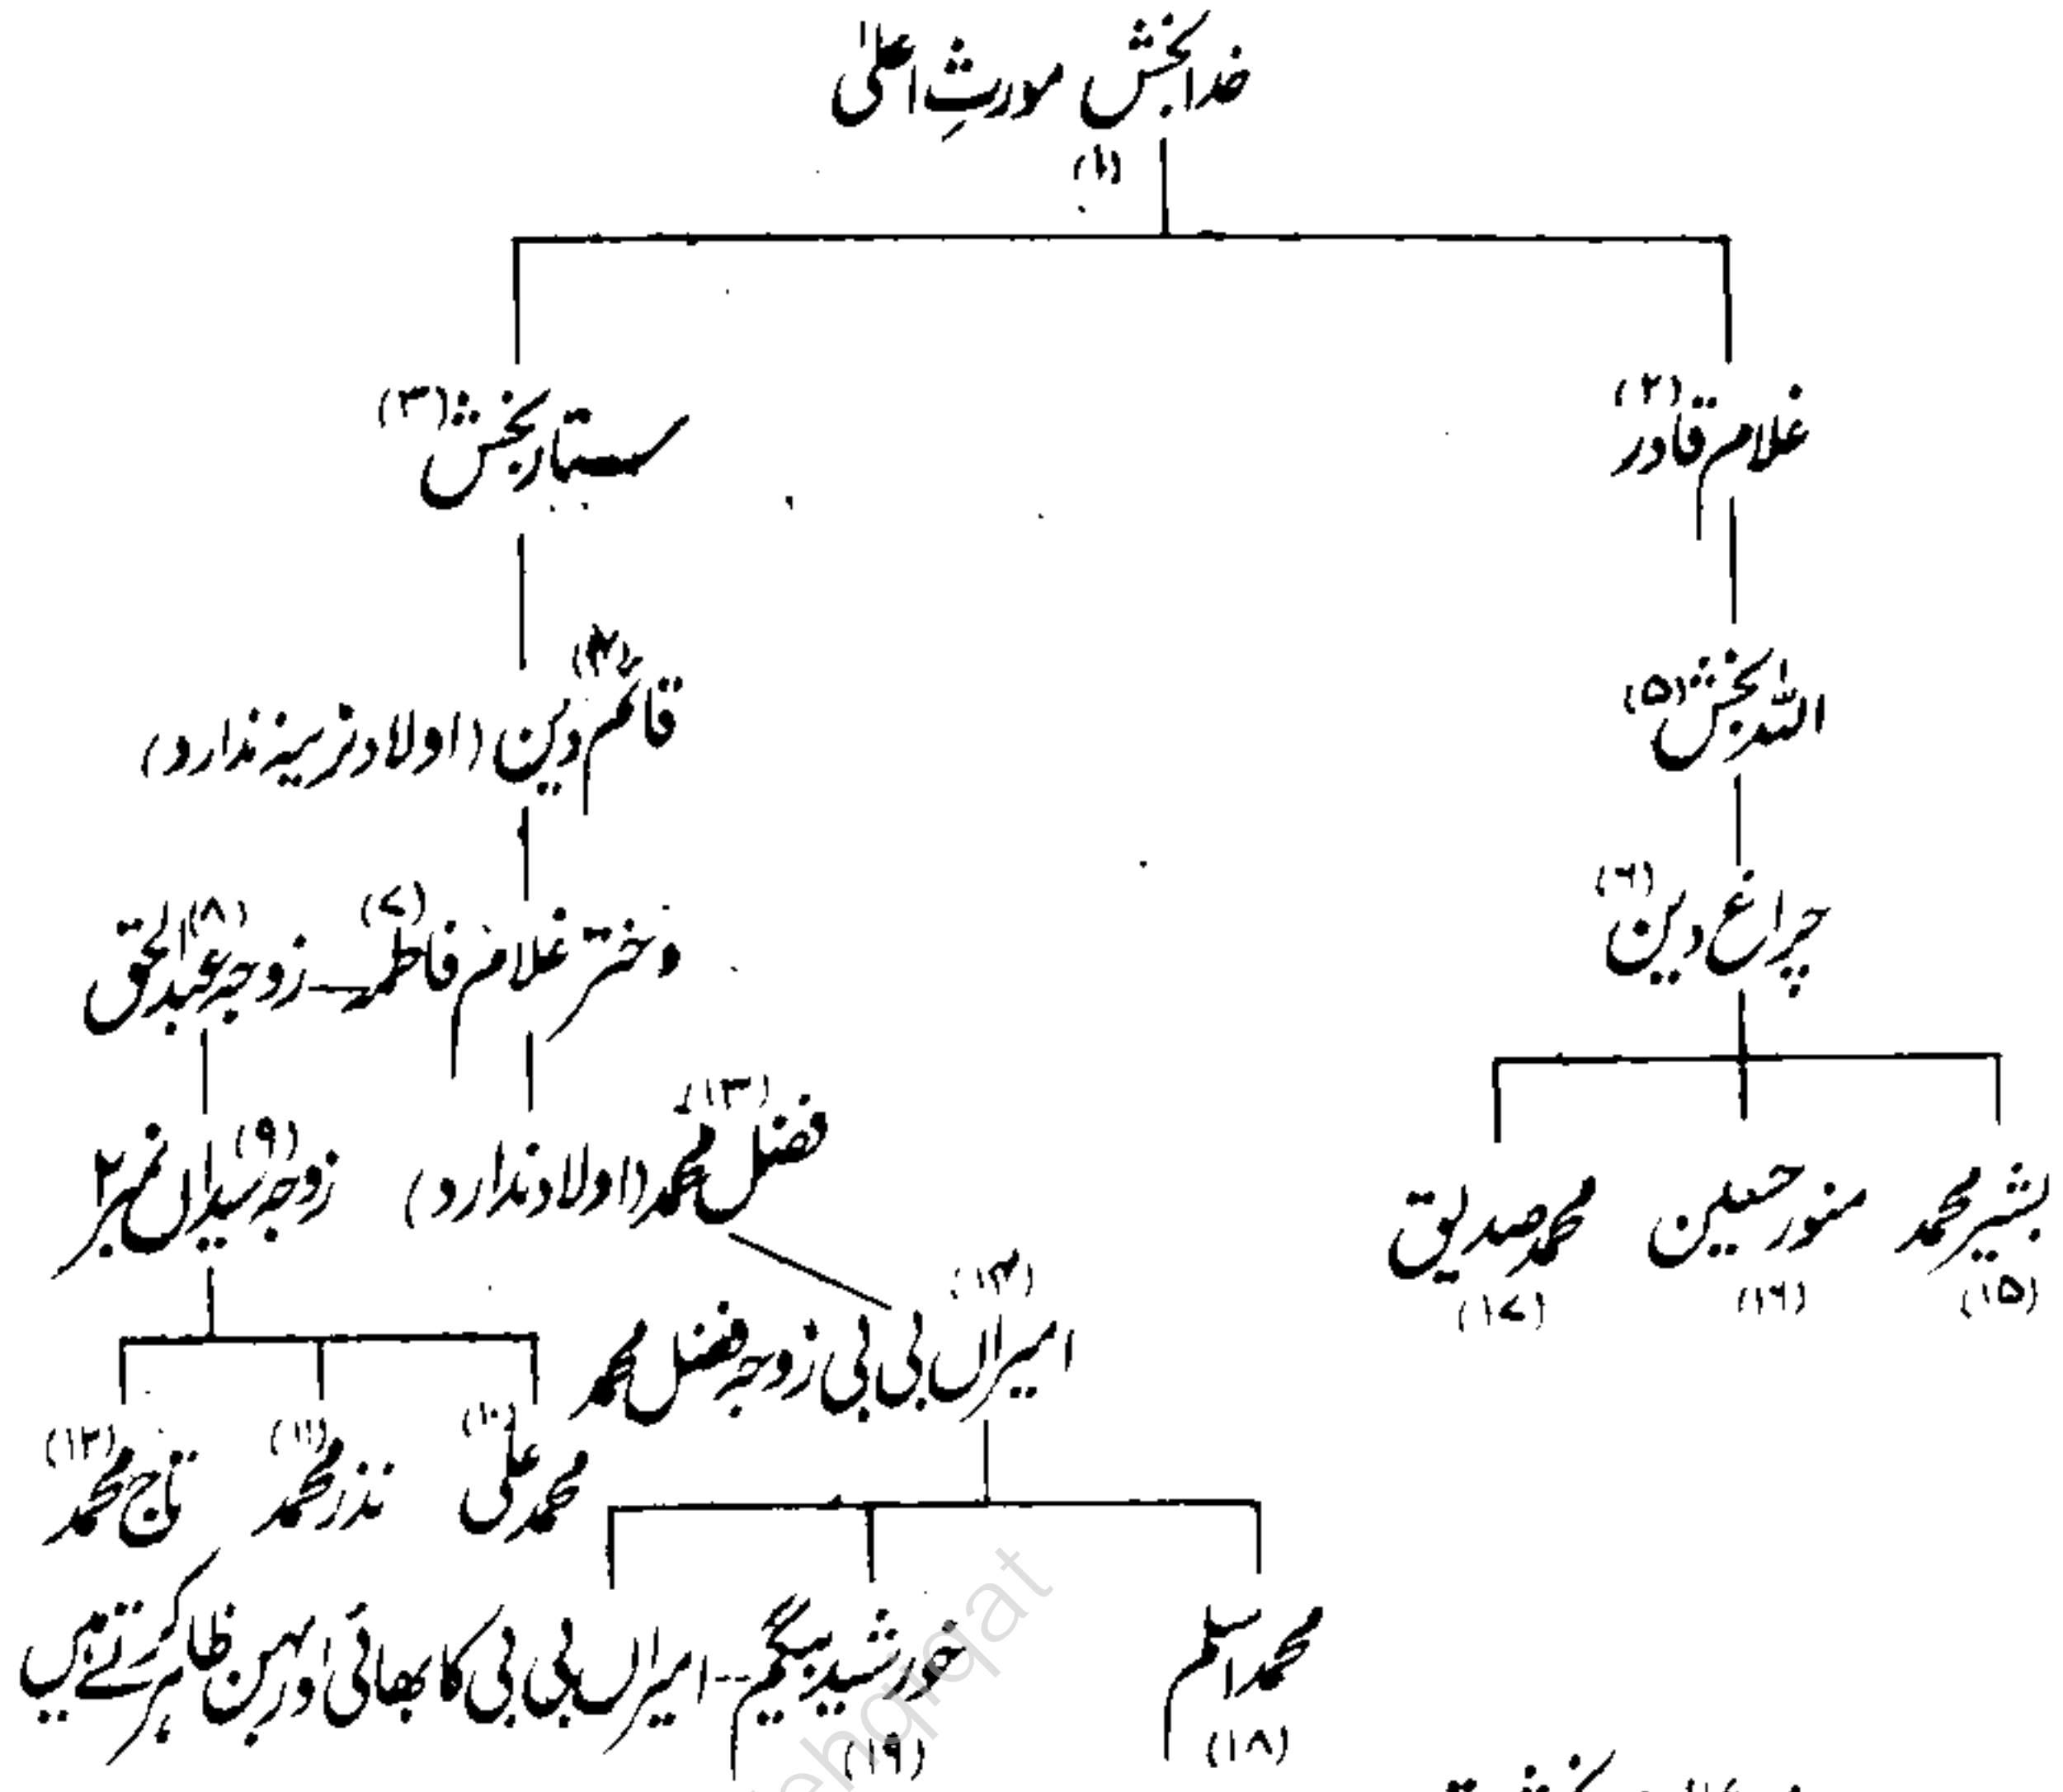 خدابخش مورثِ اعلیٰ
(۱)
غلام قادر (۲)
ستار بخش (۳)
اللہ بخش (۵)
قائم دین (۴) (اولاد نرینہ ندارد)
چراغ دین (۶)
دختر غلام فاطمہ (۷) — زوجہ عبدالحق (۸)
فضل محمد (۱۳) (اولاد ندارد)
زوجہ سیداں نمبر ۲ (۹)
بشیر محمد منور حسین محمد صدیق
(۱۵) (۱۶) (۱۷)
امیراں بی بی زوجہ فضل محمد (۱۴)
محمد علی (۱۰) نذر محمد (۱۱) تاج محمد (۱۲)
محمد اسلم خورشید بیگم -- امیراں بی بی کا بھائی اور بہن ظاہر کرتے ہیں
(۱۸) (۱۹)